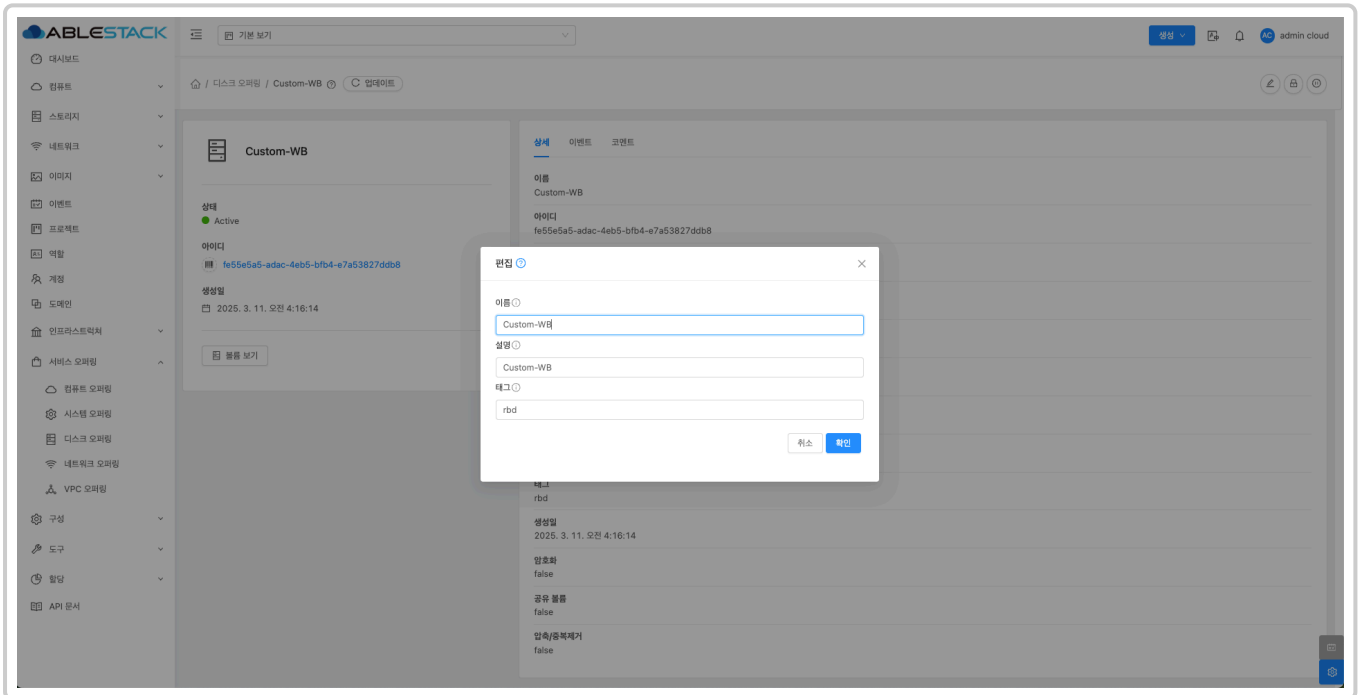 ABLESTACK
기본 보기
생성
AC
admin cloud
대시보드
컴퓨트
스토리지
네트워크
이미지
이벤트
프로젝트
역할
계정
도메인
인프라스트럭쳐
서비스 오퍼링
컴퓨트 오퍼링
시스템 오퍼링
디스크 오퍼링
네트워크 오퍼링
VPC 오퍼링
구성
도구
할당
API 문서
/ 디스크 오퍼링 / Custom-WB
업데이트
Custom-WB
상태
Active
아이디
fe55e5a5-adac-4eb5-bfb4-e7a53827ddb8
생성일
2025. 3. 11. 오전 4:16:14
볼륨 보기
상세 이벤트 코멘트
이름
Custom-WB
아이디
fe55e5a5-adac-4eb5-bfb4-e7a53827ddb8
편집
이름
Custom-WB
설명
Custom-WB
태그
rbd
취소 확인
태그
rbd
생성일
2025. 3. 11. 오전 4:16:14
암호화
false
공유 볼륨
false
압축/중복제거
false